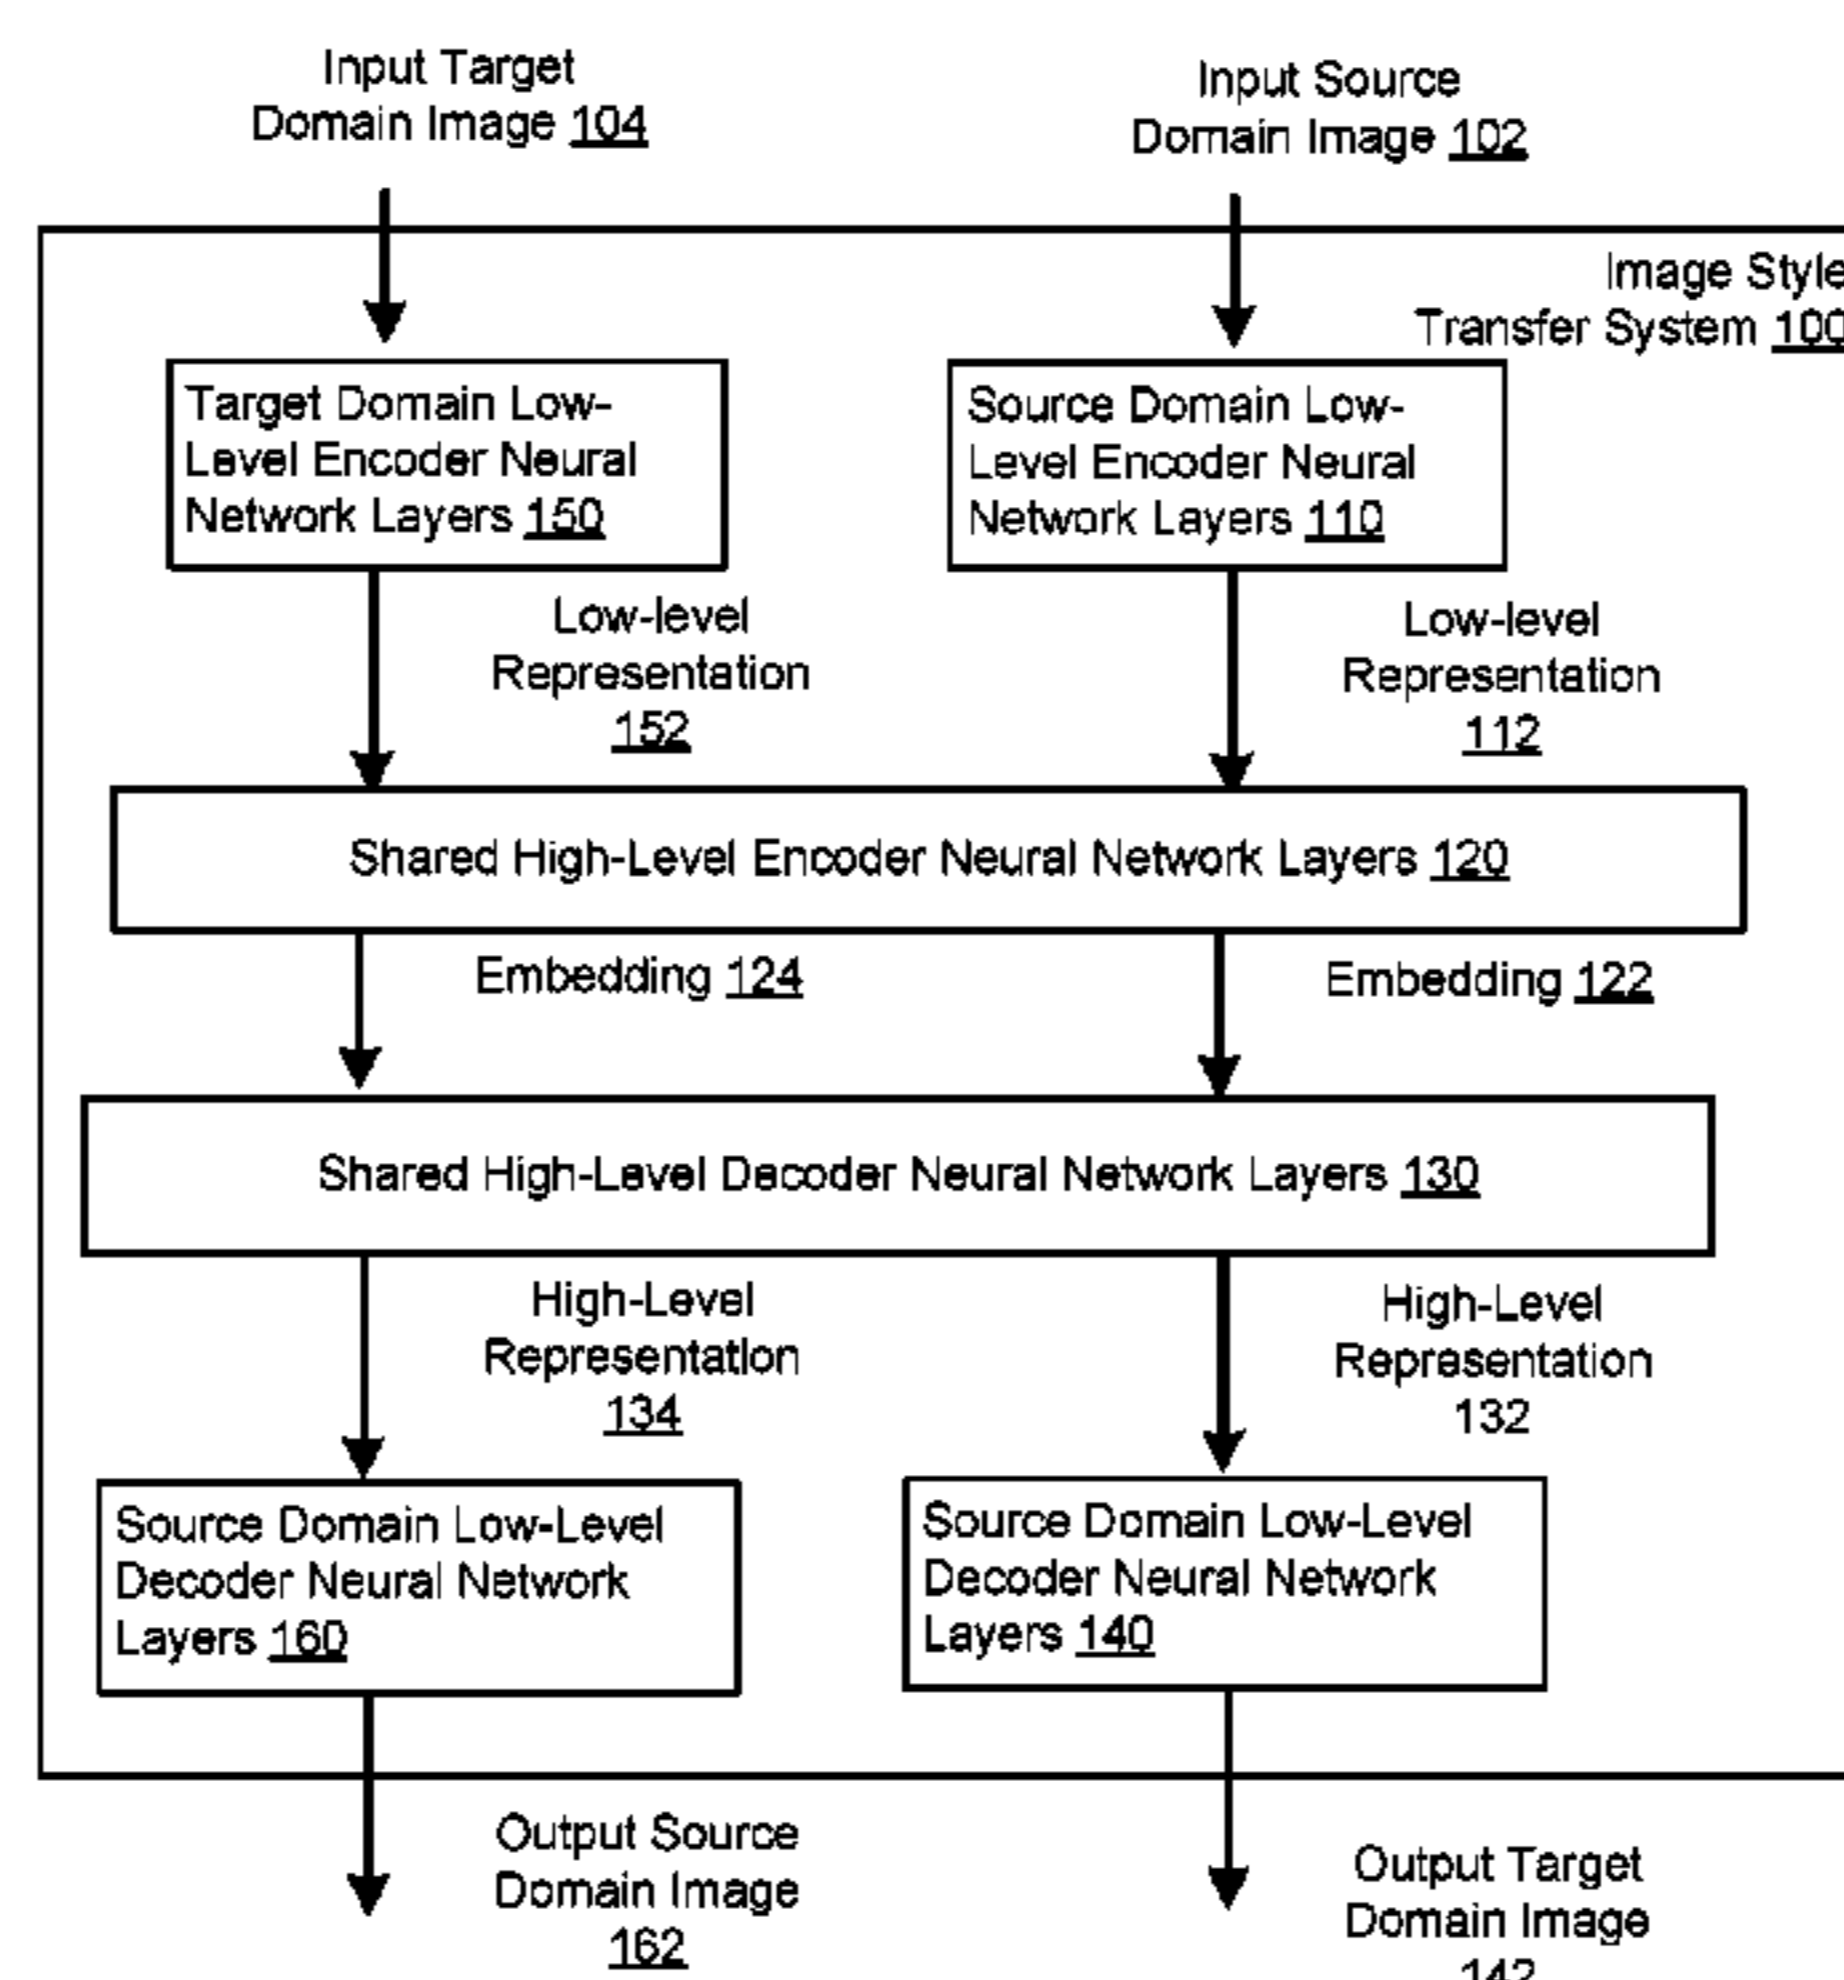 Input Target
Domain Image 104
Input Source
Domain Image 102
Image Style
Transfer System 100
Target Domain Low-
Level Encoder Neural
Network Layers 150
Source Domain Low-
Level Encoder Neural
Network Layers 110
Low-level
Representation
152
Low-level
Representation
112
Shared High-Level Encoder Neural Network Layers 120
Embedding 124
Embedding 122
Shared High-Level Decoder Neural Network Layers 130
High-Level
Representation
134
High-Level
Representation
132
Source Domain Low-Level
Decoder Neural Network
Layers 160
Source Domain Low-Level
Decoder Neural Network
Layers 140
Output Source
Domain Image
162
Output Target
Domain Image
142